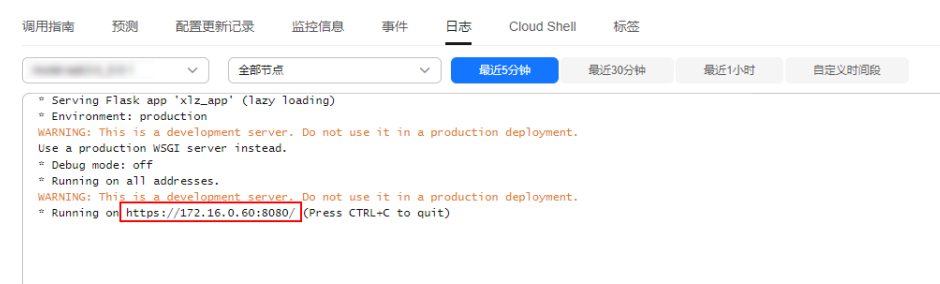 调用指南 预测 配置更新记录 监控信息 事件 日志 Cloud Shell 标签
全部节点 最近5分钟 最近30分钟 最近1小时 自定义时间段
* Serving Flask app 'xlz_app' (lazy loading)
* Environment: production
WARNING: This is a development server. Do not use it in a production deployment.
Use a production WSGI server instead.
* Debug mode: off
* Running on all addresses.
WARNING: This is a development server. Do not use it in a production deployment.
* Running on https://172.16.0.60:8080/ (Press CTRL+C to quit)